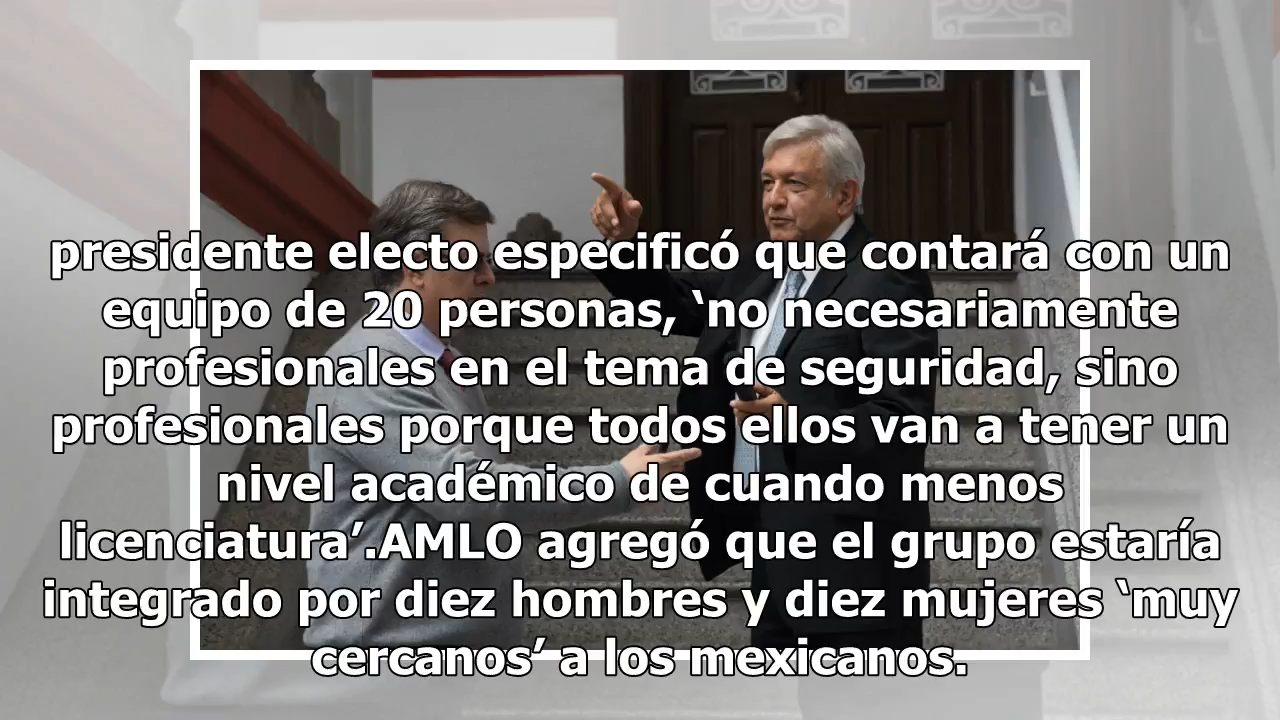 presidente electo especificó que contará con un
equipo de 20 personas, ‘no necesariamente
profesionales en el tema de seguridad, sino
profesionales porque todos ellos van a tener un
nivel académico de cuando menos
licenciatura’.AMLO agregó que el grupo estaría
integrado por diez hombres y diez mujeres ‘muy
cercanos’ a los mexicanos.